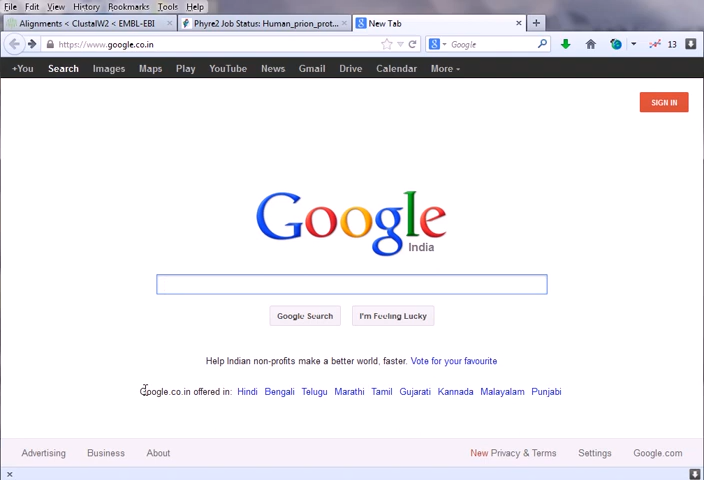 File Edit View History Bookmarks Tools Help
Alignments < ClustalW2 < EMBL-EBI
Phyre2 Job Status: Human_prion_prot...
New Tab
https://www.google.co.in
Google
13
+You Search Images Maps Play YouTube News Gmail Drive Calendar More
SIGN IN
Google
India
Google Search I'm Feeling Lucky
Help Indian non-profits make a better world, faster. Vote for your favourite
Google.co.in offered in: Hindi Bengali Telugu Marathi Tamil Gujarati Kannada Malayalam Punjabi
Advertising Business About New Privacy & Terms Settings Google.com